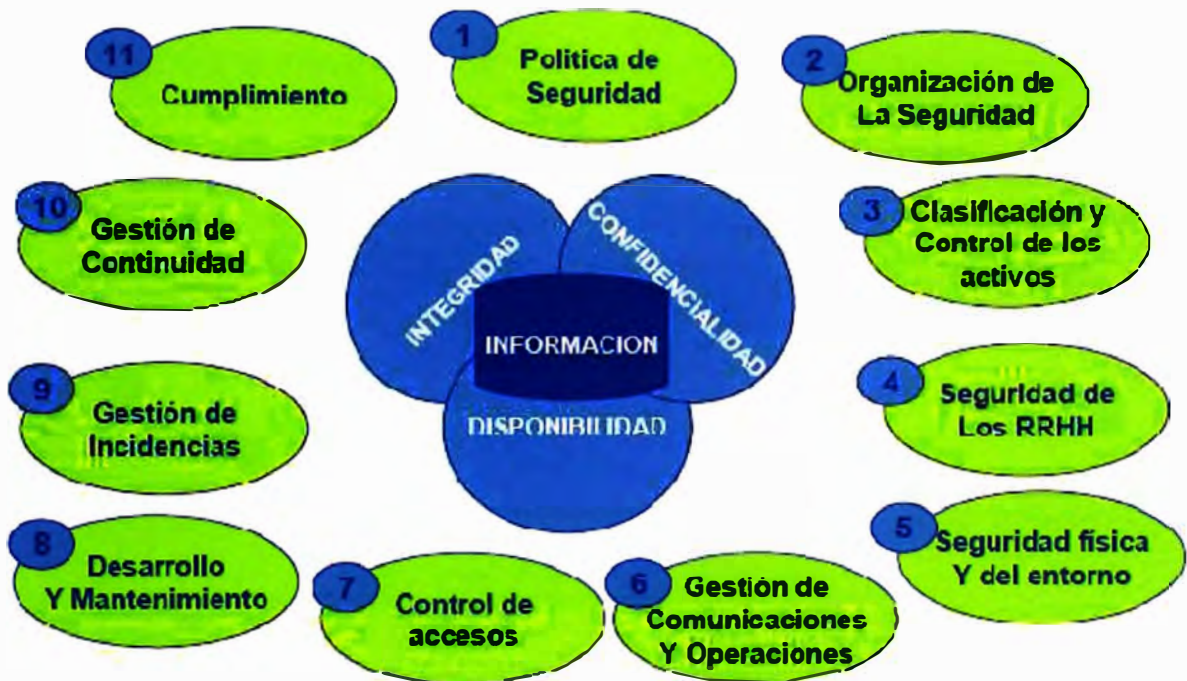 1
Politica de
Seguridad
2
Organización de
La Seguridad
3
Clasificación y
Control de los
activos
4
Seguridad de
Los RRHH
5
Seguridad física
Y del entorno
6
Gestión de
Comunicaciones
Y Operaciones
7
Control de
accesos
8
Desarrollo
Y Mantenimiento
9
Gestión de
Incidencias
10
Gestión de
Continuidad
11
Cumplimiento
INTEGRIDAD
CONFIDENCIALIDAD
INFORMACION
DISPONIBILIDAD